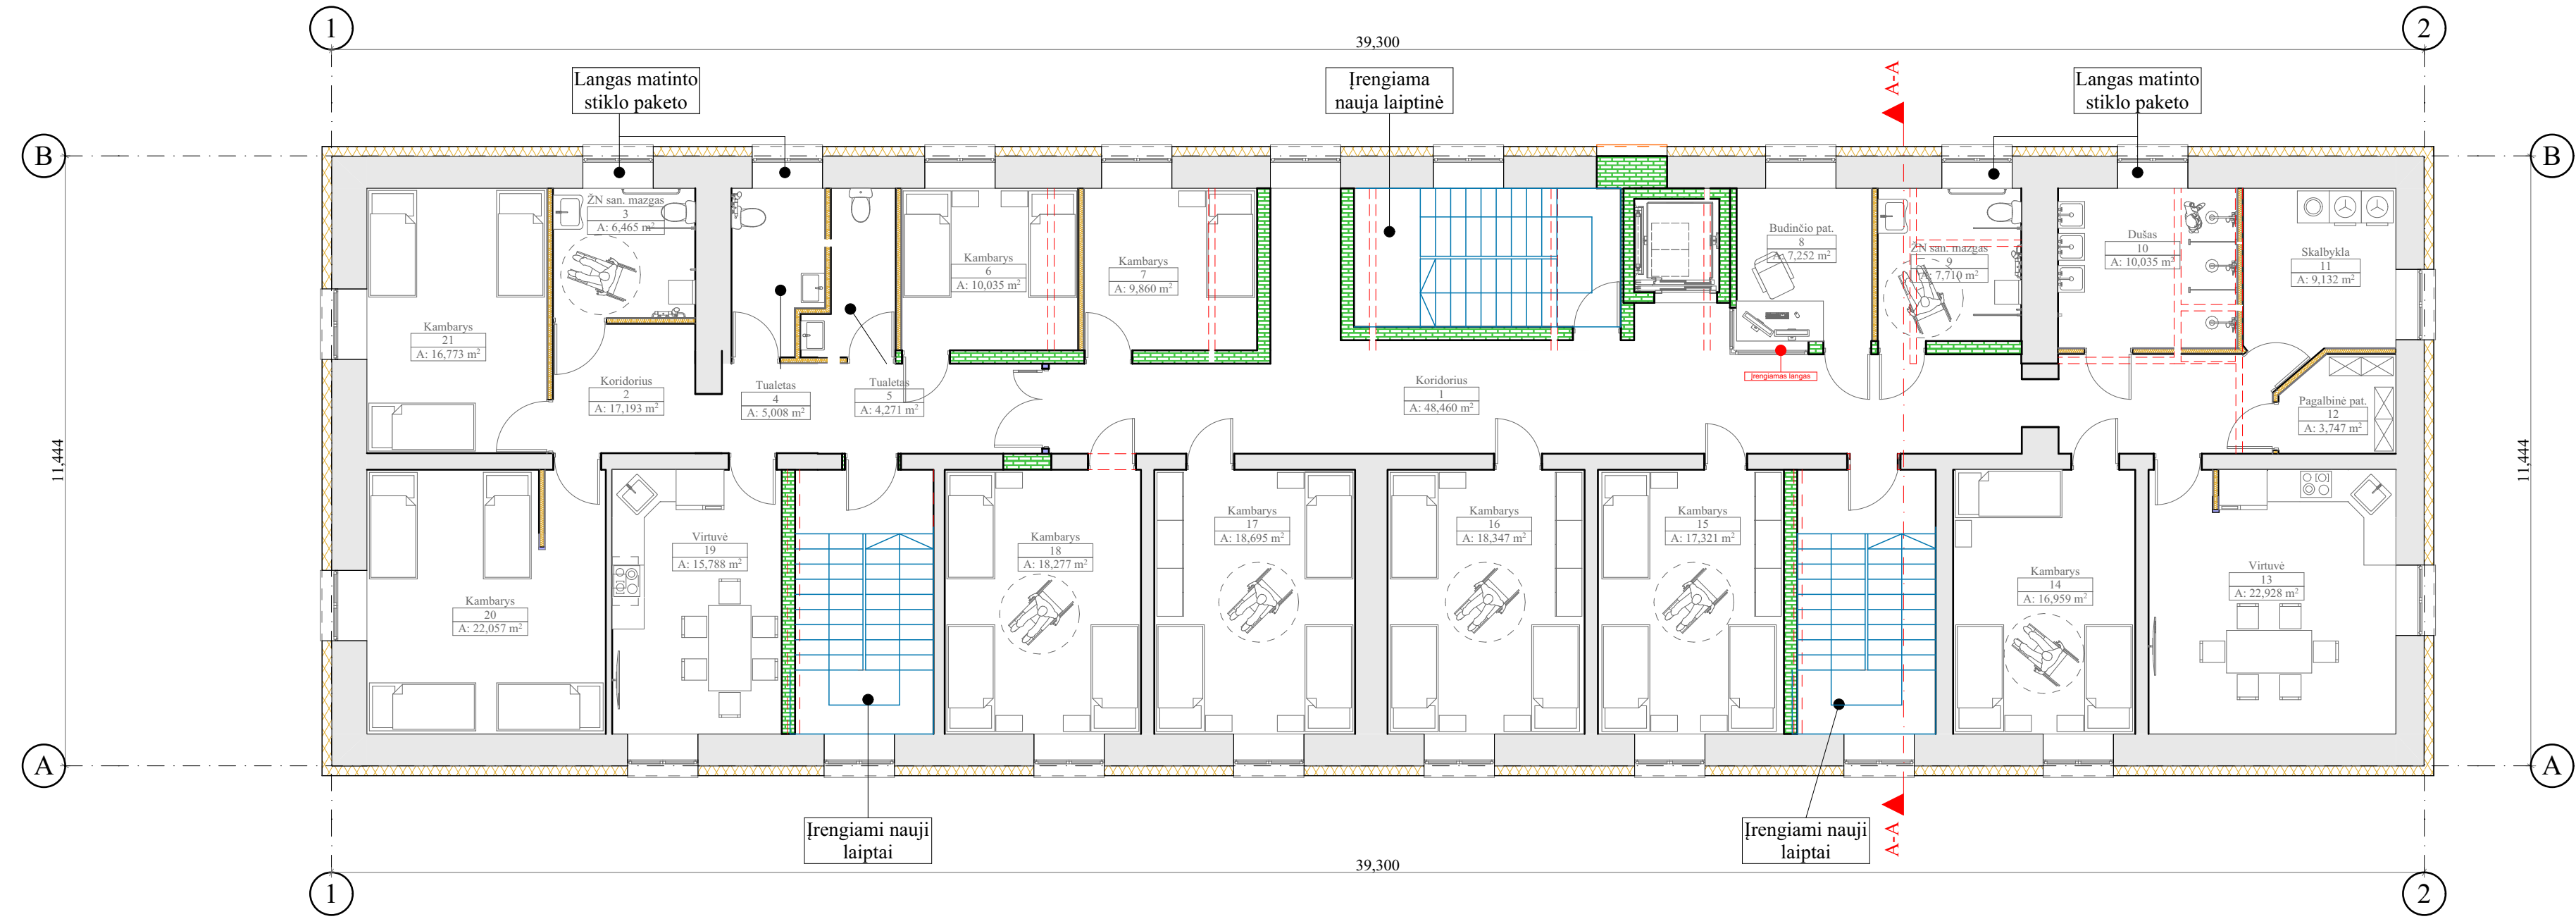 1
2
39,300
Langas matinto
stiklo paketo
Įrengiama
nauja laiptinė
A-A
Langas matinto
stiklo paketo
B
B
ŽN san. mazgas
3
A: 6,465 m²
Kambarys
6
A: 10,035 m²
Kambarys
7
A: 9,860 m²
Budinčio pat.
8
A: 7,252 m²
ŽN san. mazgas
9
A: 7,710 m²
Dušas
10
A: 10,035 m²
Skalbykla
11
A: 9,132 m²
Kambarys
21
A: 16,773 m²
Koridorius
2
A: 17,193 m²
Tualetas
4
A: 5,008 m²
Tualetas
5
A: 4,271 m²
Koridorius
1
A: 48,460 m²
Įrengiamas langas
Pagalbinė pat.
12
A: 3,747 m²
11,444
11,444
Kambarys
20
A: 22,057 m²
Virtuvė
19
A: 15,788 m²
Kambarys
18
A: 18,277 m²
Kambarys
17
A: 18,695 m²
Kambarys
16
A: 18,347 m²
Kambarys
15
A: 17,321 m²
Kambarys
14
A: 16,959 m²
Virtuvė
13
A: 22,928 m²
A
A
Įrengiami nauji
laiptai
Įrengiami nauji
laiptai
A-A
39,300
1
2